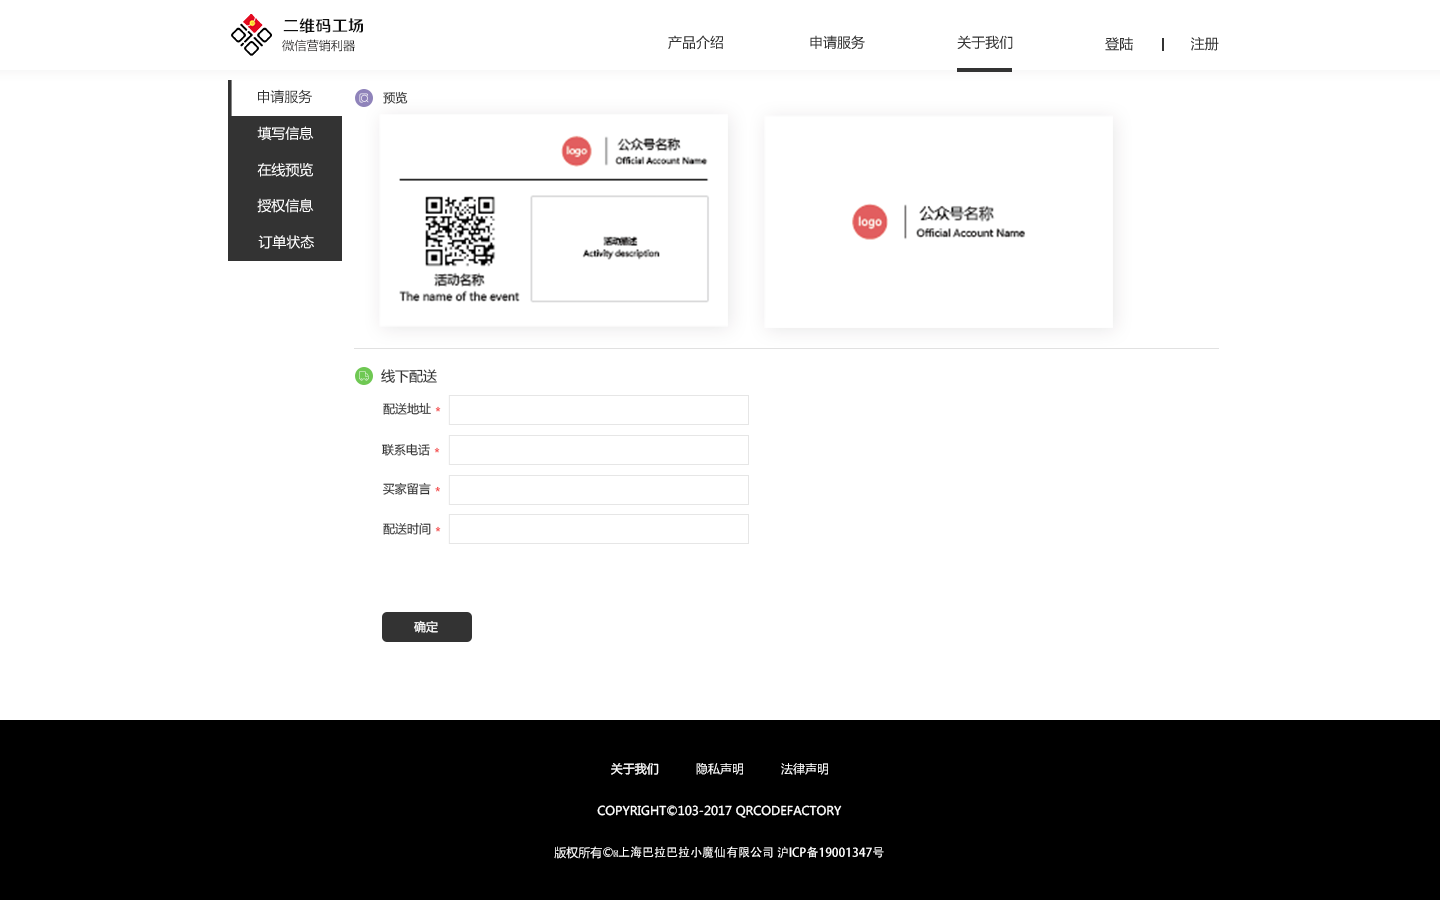 二维码工场
微信营销利器
产品介绍
申请服务
关于我们
登陆
注册
申请服务
填写信息
在线预览
授权信息
订单状态
预览
logo
公众号名称
Official Account Name
活动名称
The name of the event
活动描述
Activity description
logo
公众号名称
Official Account Name
线下配送
配送地址 *
联系电话 *
买家留言 *
配送时间 *
确定
关于我们 隐私声明 法律声明
COPYRIGHT©103-2017 QRCODEFACTORY
版权所有©上海巴拉巴拉小魔仙有限公司 沪ICP备19001347号